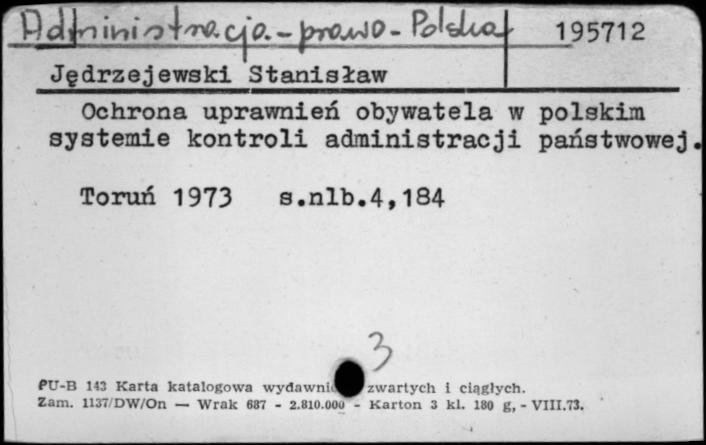 Administracja - prawo - Polska 195712
Jędrzejewski Stanisław
Ochrona uprawnień obywatela w polskim
systemie kontroli administracji państwowej.
Toruń 1973 s.nlb.4,184
3
PU-B 143 Karta katalogowa zwartych i ciągłych.
Zam. 1137/DW/On — Wrak 687 - 2.810.000 - Karton 3 kl. 180 g, - VIII.73.